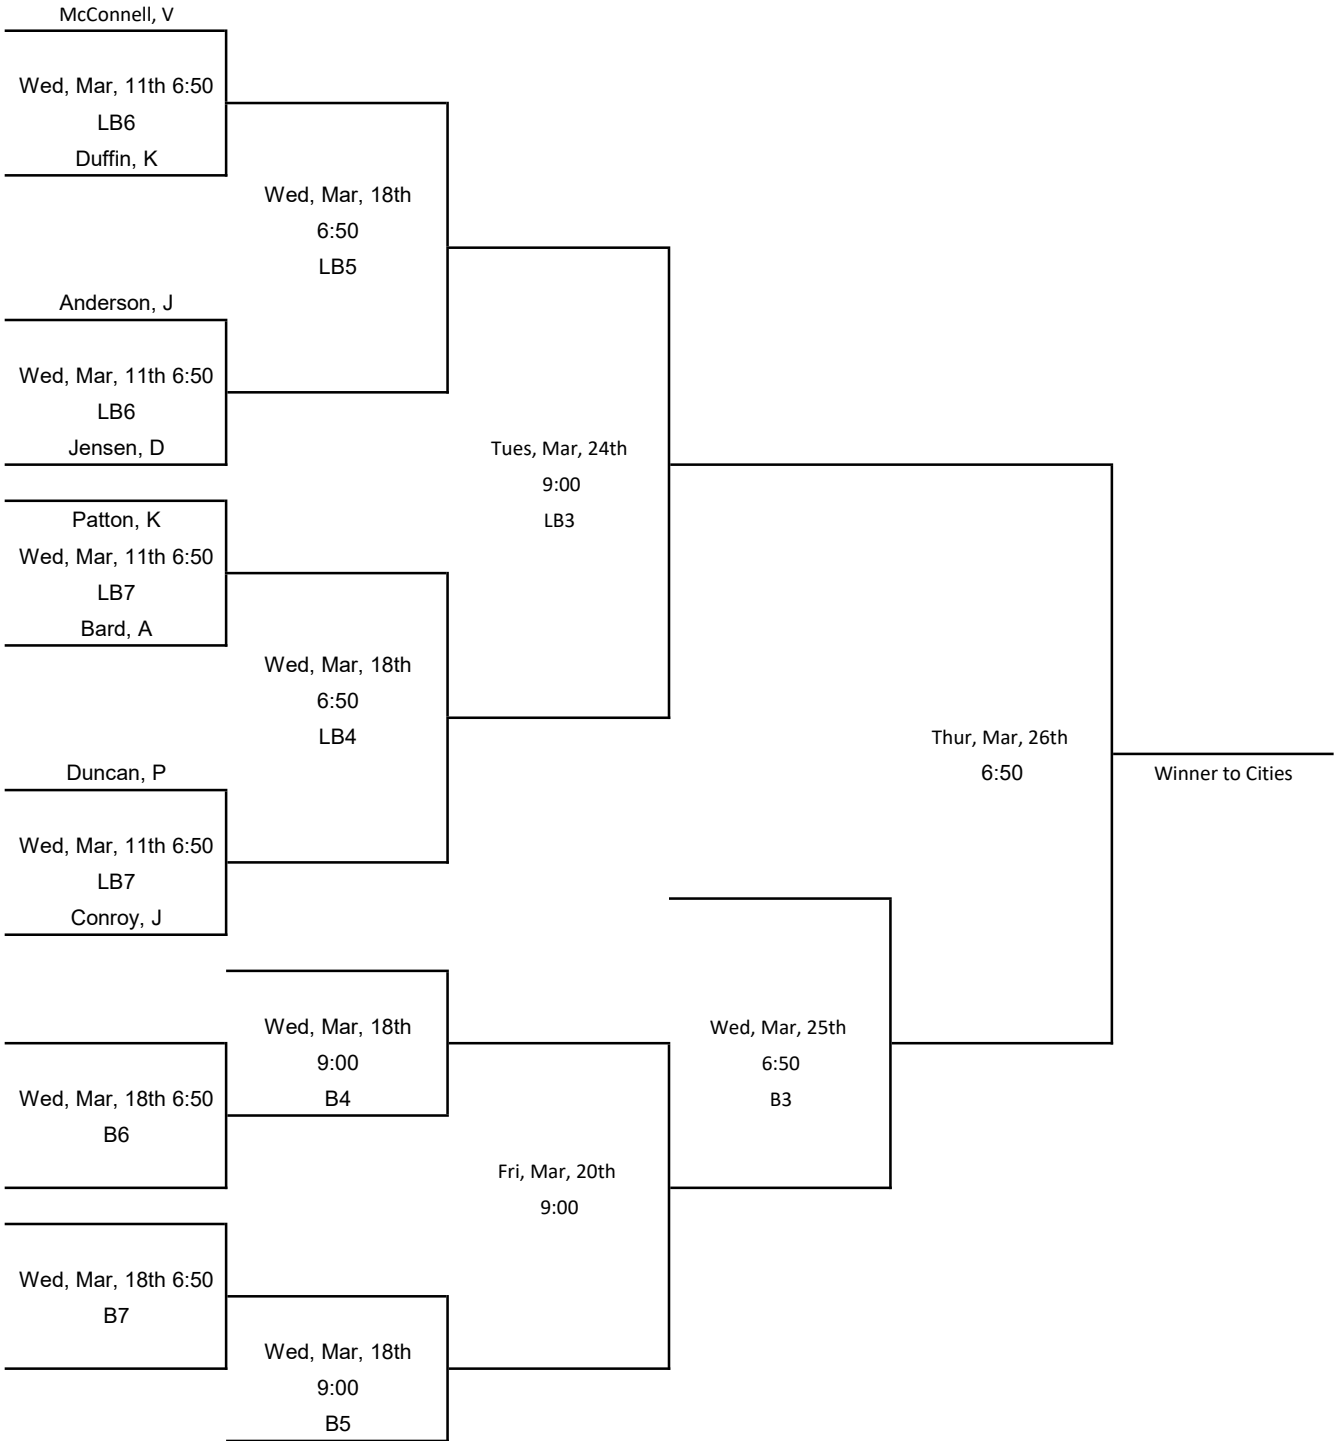 McConnell, V
Wed, Mar, 11th 6:50
LB6
Duffin, K
Wed, Mar, 18th
6:50
LB5
Anderson, J
Wed, Mar, 11th 6:50
LB6
Jensen, D
Tues, Mar, 24th
9:00
LB3
Patton, K
Wed, Mar, 11th 6:50
LB7
Bard, A
Wed, Mar, 18th
6:50
LB4
Duncan, P
Wed, Mar, 11th 6:50
LB7
Conroy, J
Thur, Mar, 26th
6:50
Winner to Cities
Wed, Mar, 18th
9:00
B4
Wed, Mar, 25th
6:50
B3
Wed, Mar, 18th 6:50
B6
Fri, Mar, 20th
9:00
Wed, Mar, 18th 6:50
B7
Wed, Mar, 18th
9:00
B5